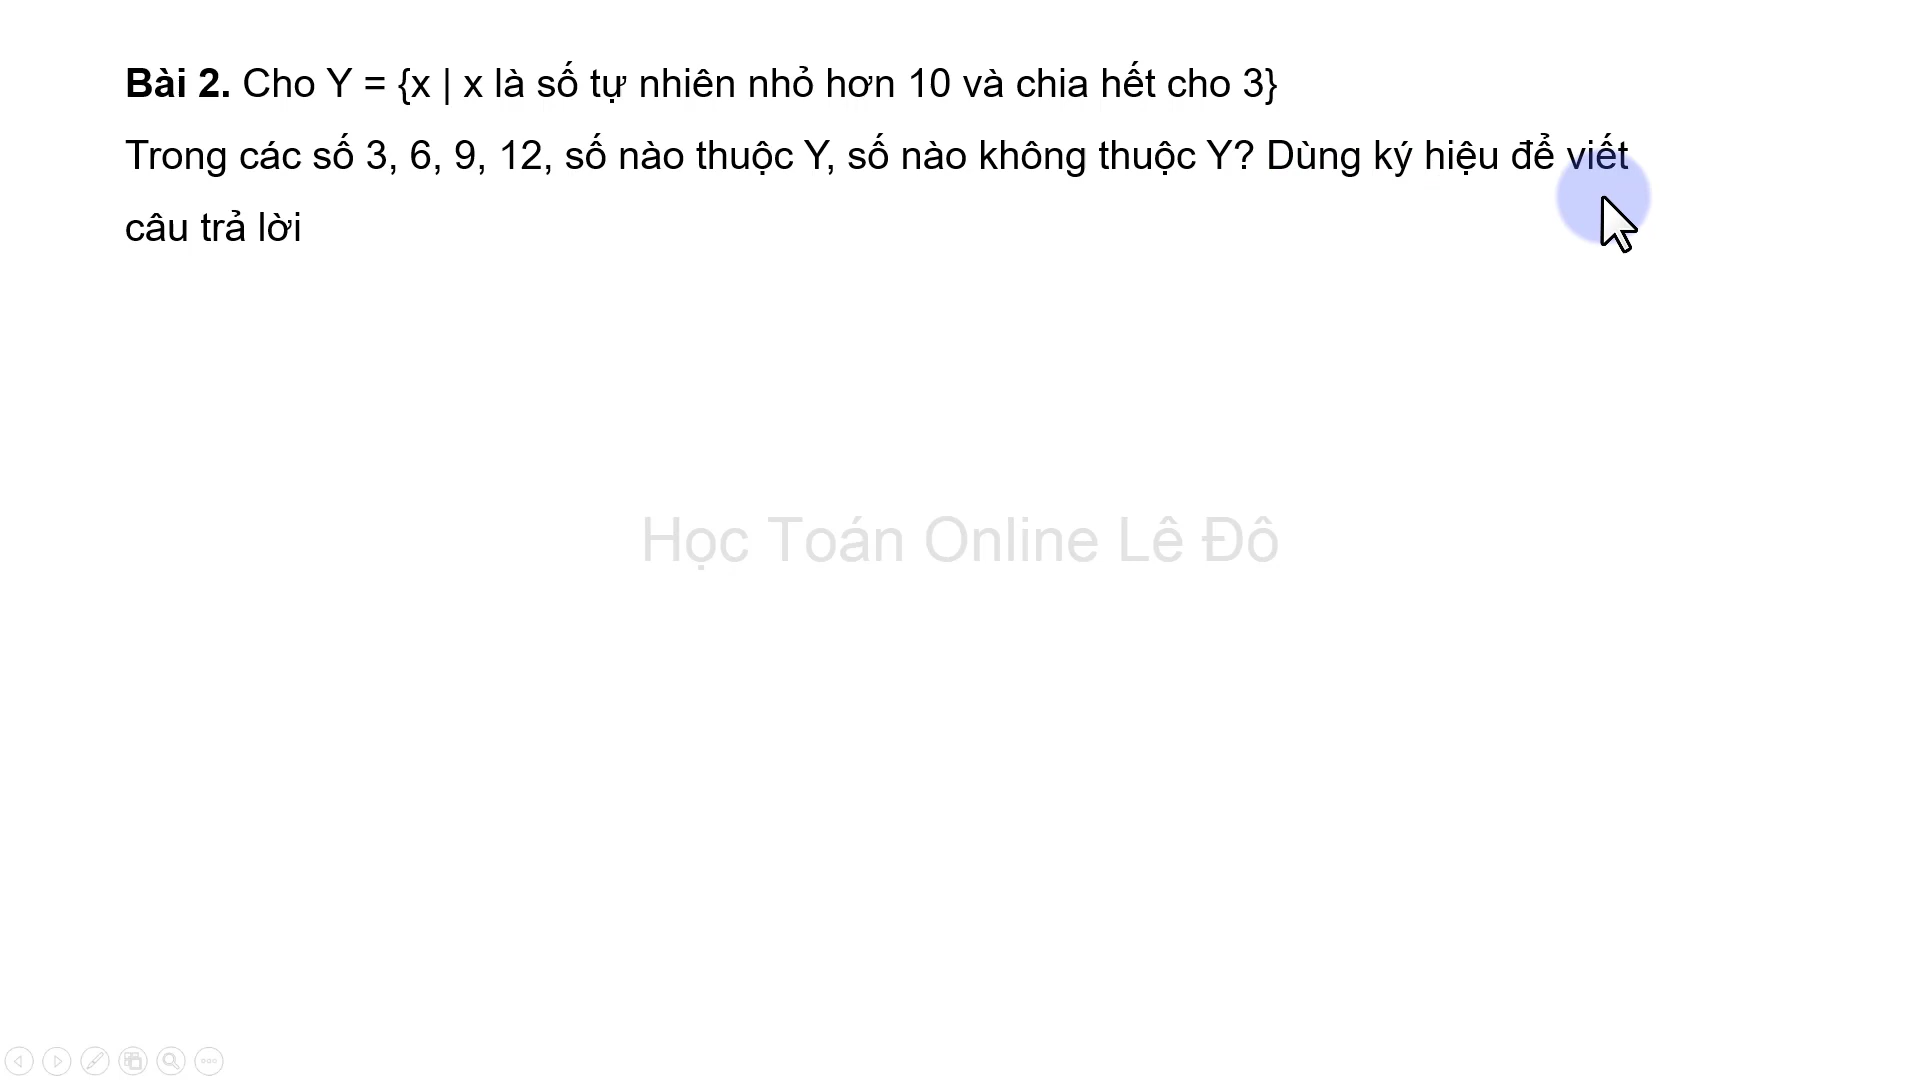 Bài 2. Cho Y = {x | x là số tự nhiên nhỏ hơn 10 và chia hết cho 3}
Trong các số 3, 6, 9, 12, số nào thuộc Y, số nào không thuộc Y? Dùng ký hiệu để viết
câu trả lời
Học Toán Online Lê Đô